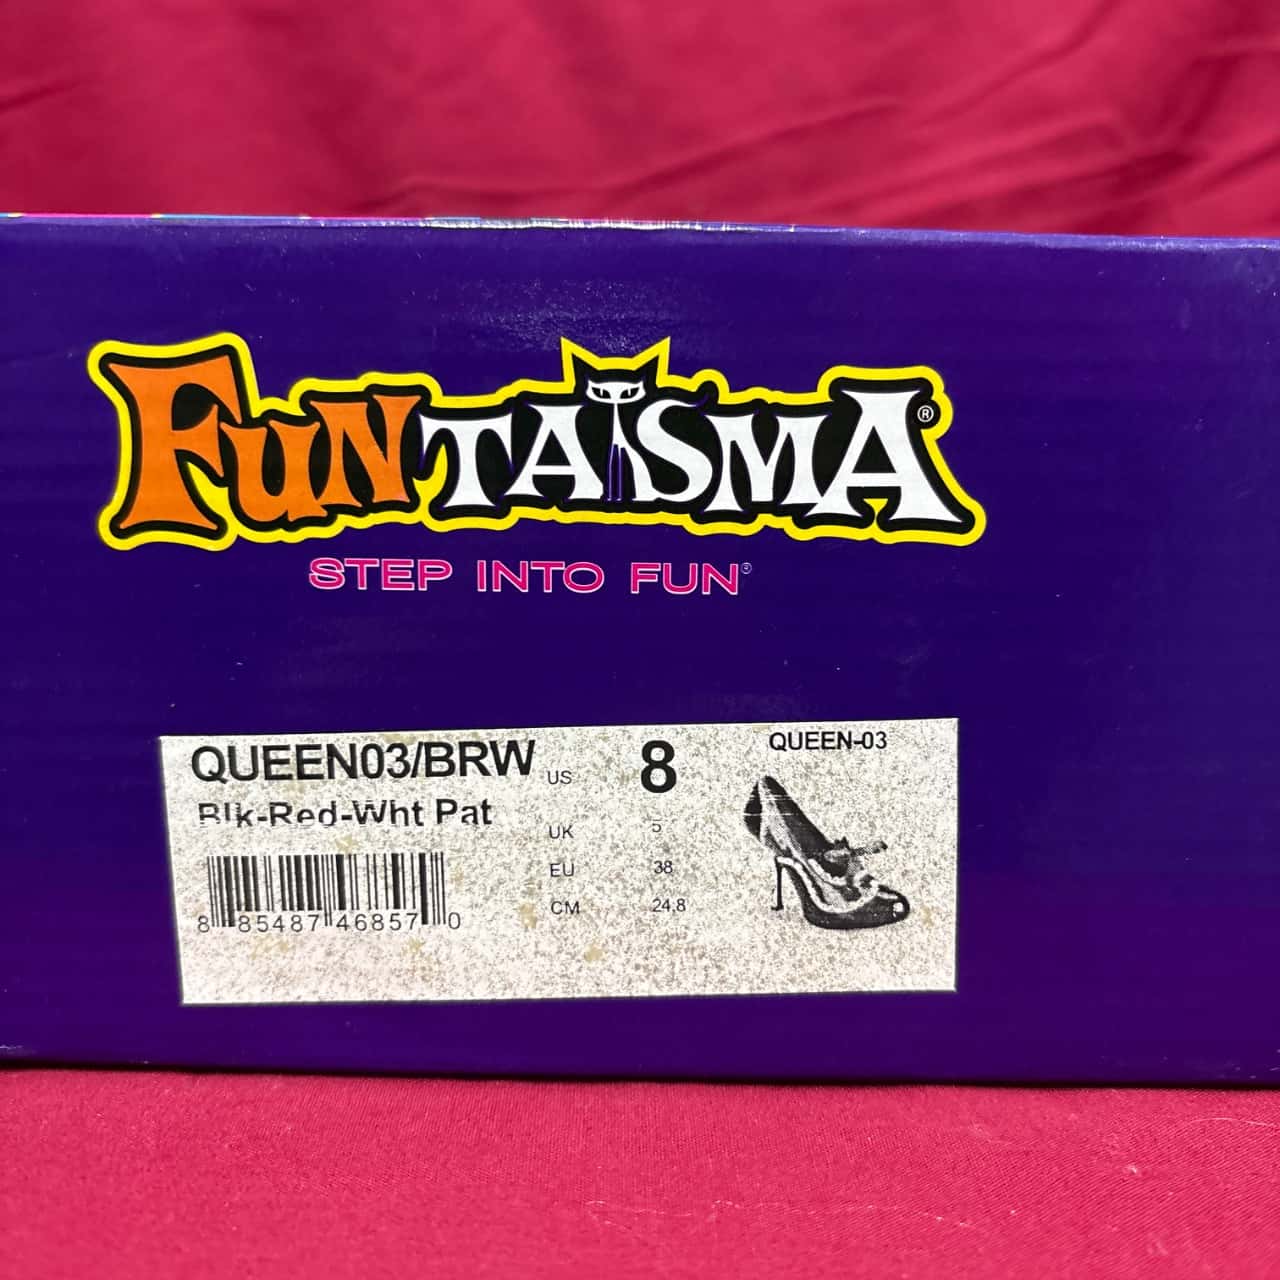 FUNTASMA®
STEP INTO FUN®
QUEEN03/BRW
Blk-Red-Wht Pat
8 85487 46857 0
US 8
UK 5
EU 38
CM 24,8
QUEEN-03